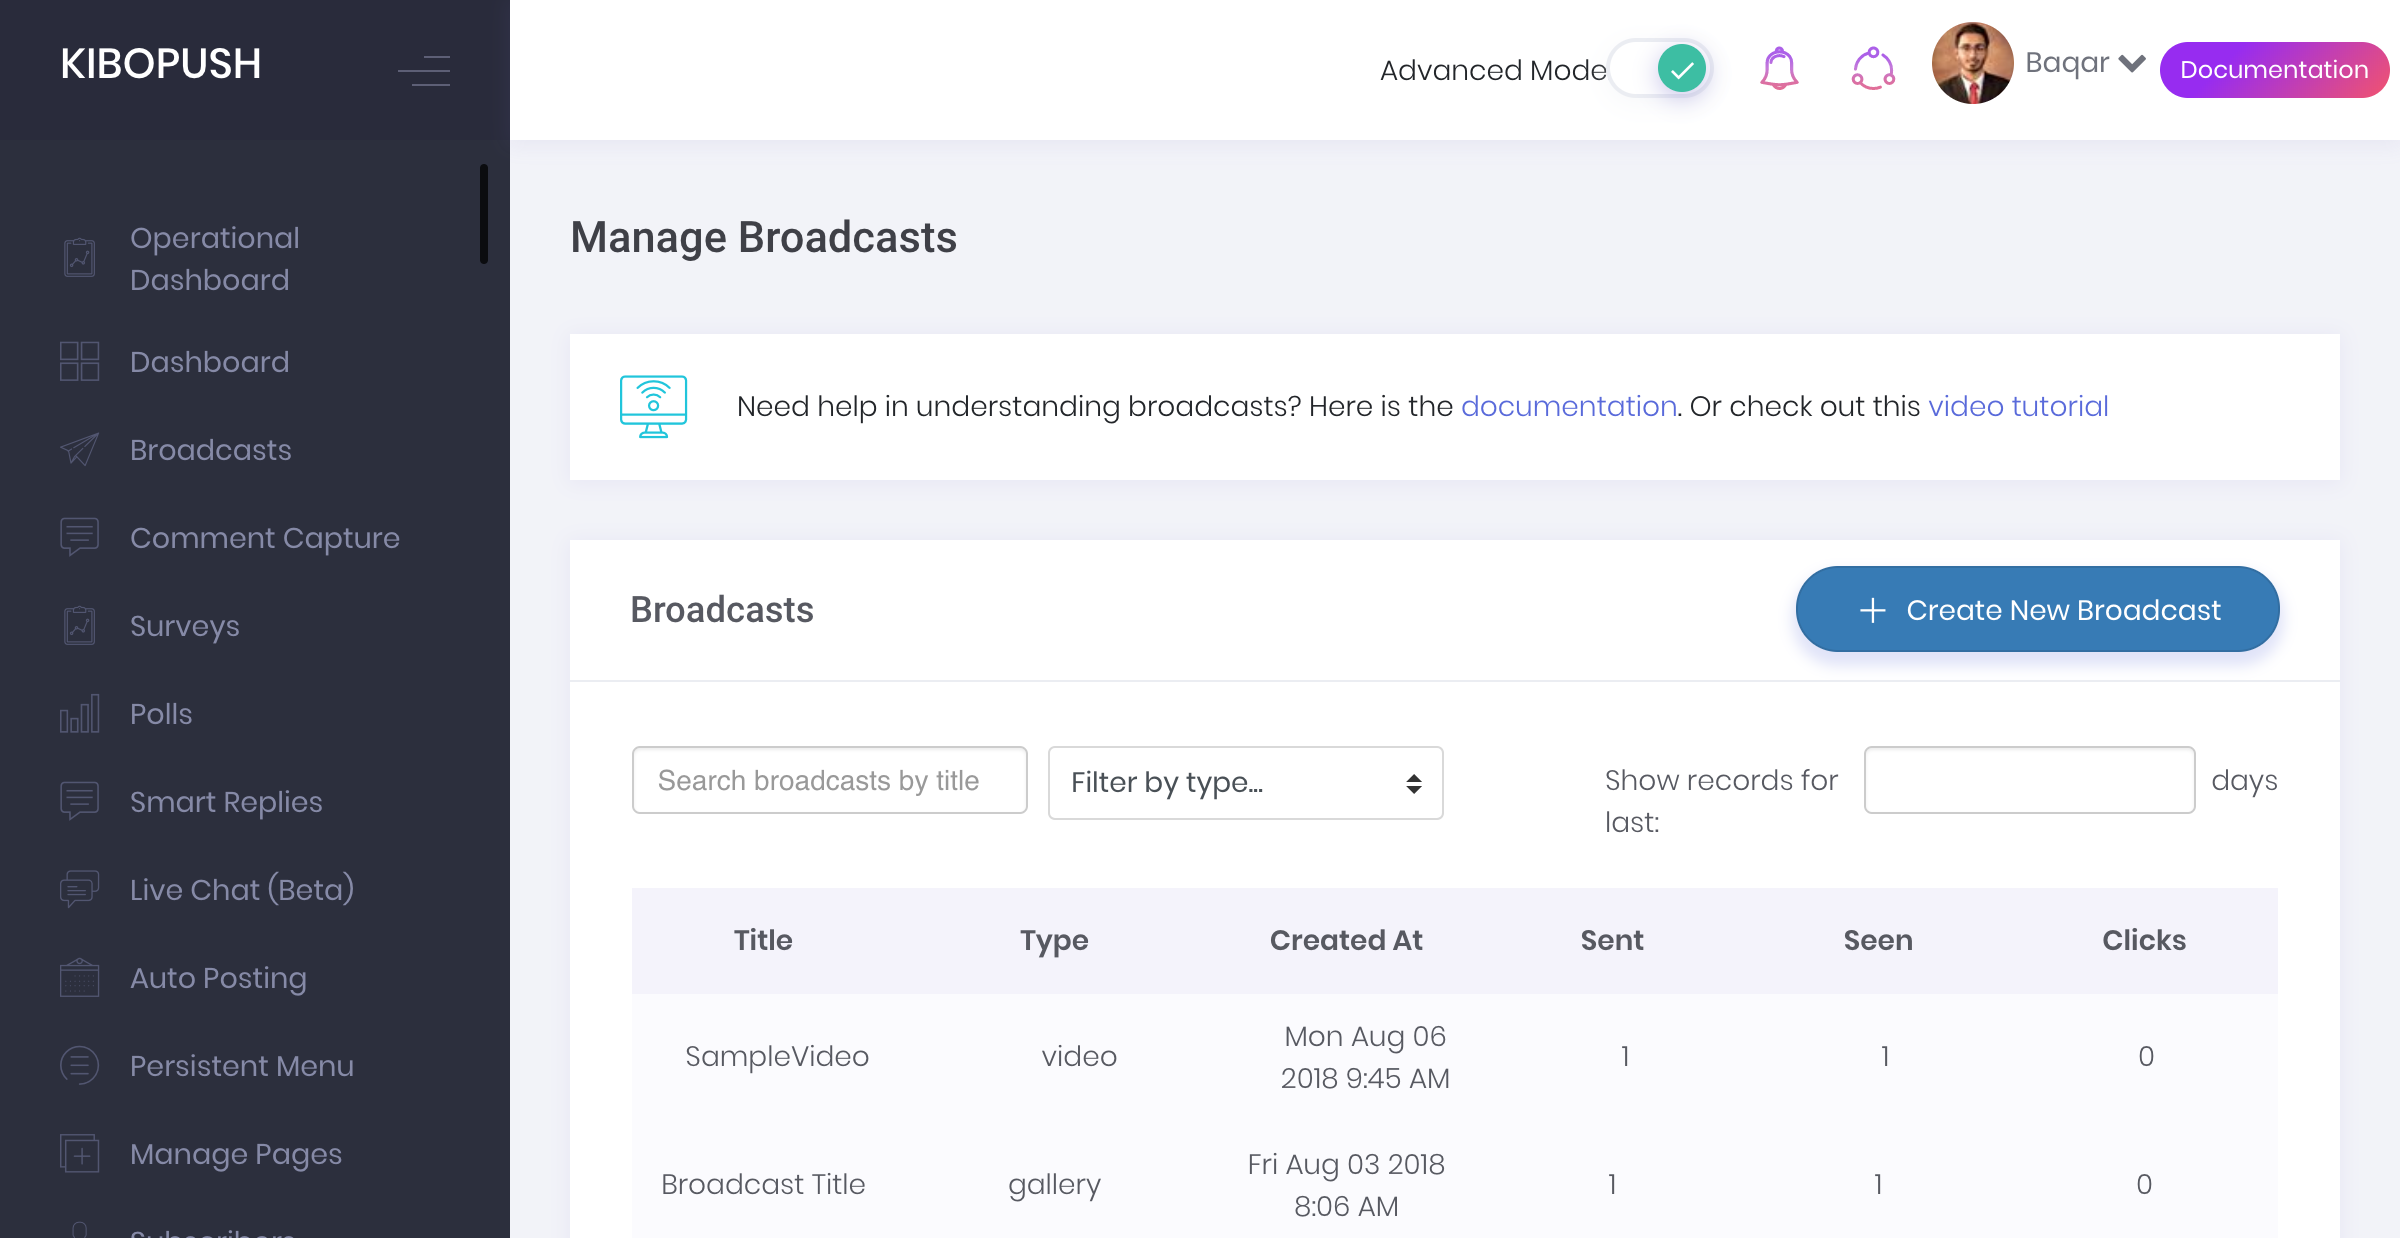 KIBOPUSH
Advanced Mode
Baqar
Documentation
Operational
Dashboard
Dashboard
Broadcasts
Comment Capture
Surveys
Polls
Smart Replies
Live Chat (Beta)
Auto Posting
Persistent Menu
Manage Pages
Subscribers
Manage Broadcasts
Need help in understanding broadcasts? Here is the documentation. Or check out this video tutorial
Broadcasts
Create New Broadcast
Search broadcasts by title
Filter by type...
Show records for
last:
days
Title Type Created At Sent Seen Clicks
SampleVideo video Mon Aug 06
2018 9:45 AM 1 1 0
Broadcast Title gallery Fri Aug 03 2018
8:06 AM 1 1 0